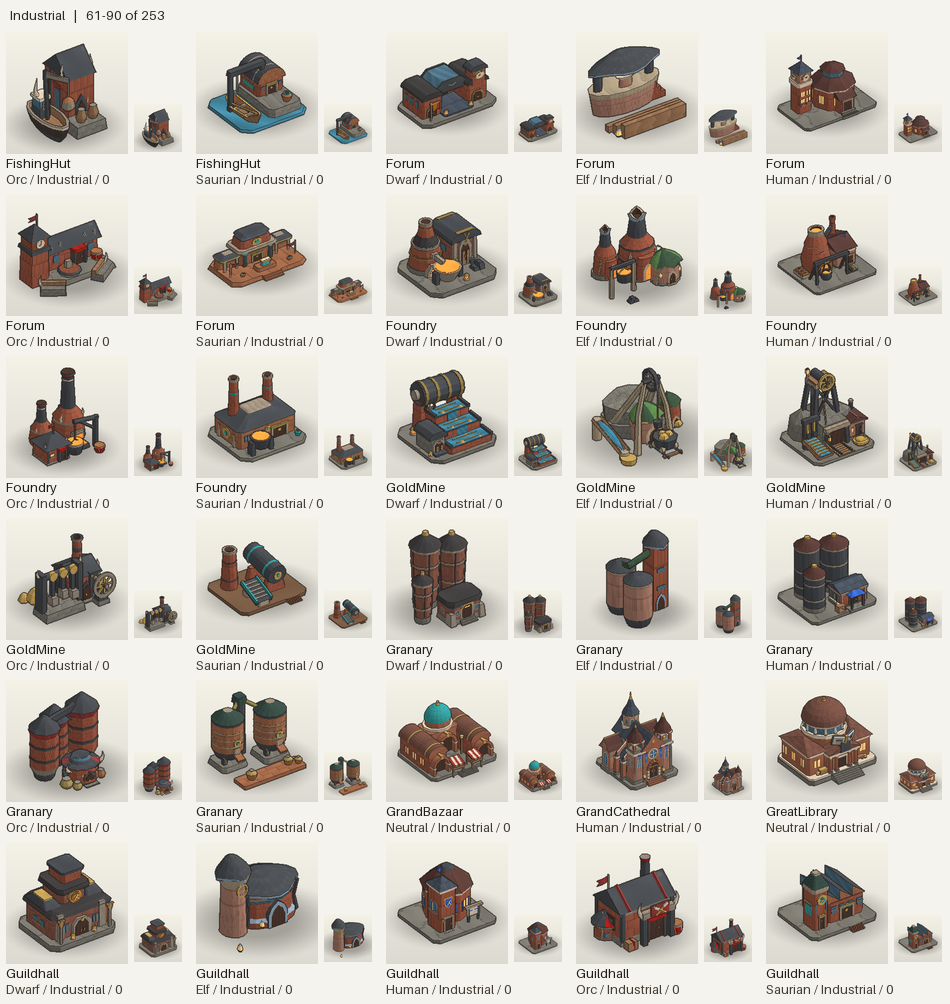 Industrial | 61-90 of 253
FishingHut
Orc / Industrial / 0
FishingHut
Saurian / Industrial / 0
Forum
Dwarf / Industrial / 0
Forum
Elf / Industrial / 0
Forum
Human / Industrial / 0
Forum
Orc / Industrial / 0
Forum
Saurian / Industrial / 0
Foundry
Dwarf / Industrial / 0
Foundry
Elf / Industrial / 0
Foundry
Human / Industrial / 0
Foundry
Orc / Industrial / 0
Foundry
Saurian / Industrial / 0
GoldMine
Dwarf / Industrial / 0
GoldMine
Elf / Industrial / 0
GoldMine
Human / Industrial / 0
GoldMine
Orc / Industrial / 0
GoldMine
Saurian / Industrial / 0
Granary
Dwarf / Industrial / 0
Granary
Elf / Industrial / 0
Granary
Human / Industrial / 0
Granary
Orc / Industrial / 0
Granary
Saurian / Industrial / 0
GrandBazaar
Neutral / Industrial / 0
GrandCathedral
Human / Industrial / 0
GreatLibrary
Neutral / Industrial / 0
Guildhall
Dwarf / Industrial / 0
Guildhall
Elf / Industrial / 0
Guildhall
Human / Industrial / 0
Guildhall
Orc / Industrial / 0
Guildhall
Saurian / Industrial / 0